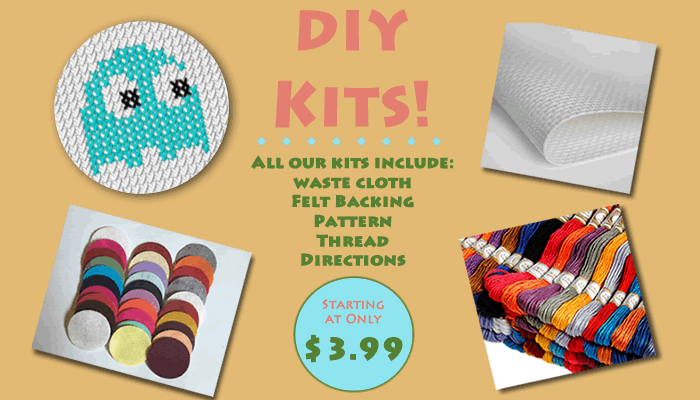 DIY
Kits!
All our kits include:
waste cloth
Felt Backing
Pattern
Thread
Directions
Starting
at Only
$3.99